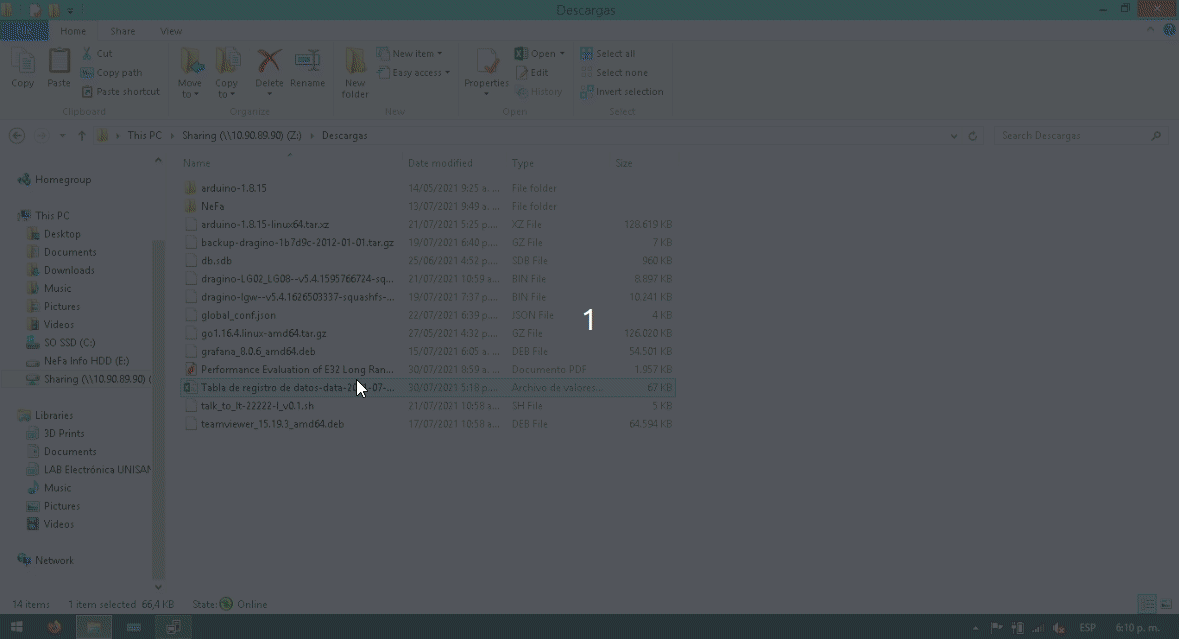 Descargas
Home Share View
Copy
Paste
Cut
Copy path
Paste shortcut
Clipboard
Move to
Copy to
Delete
Rename
Organize
New folder
New item
Easy access
New
Properties
Open
Edit
History
Open
Select all
Select none
Invert selection
Select
This PC Sharing (\\10.90.89.90) (Z:) Descargas
Search Descargas
Homegroup
This PC
Desktop
Documents
Downloads
Music
Pictures
Videos
SO SSD (C:)
NeFa Info HDD (E:)
Sharing (\\10.90.89.90) (
Libraries
3D Prints
Documents
LAB Electrónica UNISAN
Music
Pictures
Videos
Network
Name Date modified Type Size
arduino-1.8.15 14/05/2021 9:25 a. ... File folder
NeFa 13/07/2021 9:49 a. ... File folder
arduino-1.8.15-linux64.tar.xz 21/07/2021 5:25 p.... XZ File 128.619 KB
backup-dragino-1b7d9c-2012-01-01.tar.gz 19/07/2021 6:40 p.... GZ File 7 KB
db.sdb 25/06/2021 4:52 p.... SDB File 960 KB
dragino-LG02_LG08--v5.4.1595766724-sq... 21/07/2021 10:59 a... BIN File 8.897 KB
dragino-lgw--v5.4.1626503337-squashfs-... 19/07/2021 7:37 p.... BIN File 10.241 KB
global_conf.json 22/07/2021 6:39 p.... JSON File 4 KB
go1.16.4.linux-amd64.tar.gz 27/05/2021 4:32 p.... GZ File 126.020 KB
grafana_8.0.6_amd64.deb 15/07/2021 6:05 a. ... DEB File 54.501 KB
Performance Evaluation of E32 Long Ran... 30/07/2021 8:59 a. ... Documento PDF 1.957 KB
Tabla de registro de datos-data-20 -07-... 30/07/2021 5:18 p.... Archivo de valores... 67 KB
talk_to_lt-22222-l_v0.1.sh 21/07/2021 10:58 a... SH File 5 KB
teamviewer_15.19.3_amd64.deb 17/07/2021 10:56 a... DEB File 64.594 KB
1
14 items 1 item selected 66,4 KB State: Online
ESP 6:10 p. m.